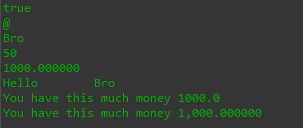 true
@
Bro
50
1000.000000
Hello        Bro
You have this much money 1000.0
You have this much money 1,000.000000